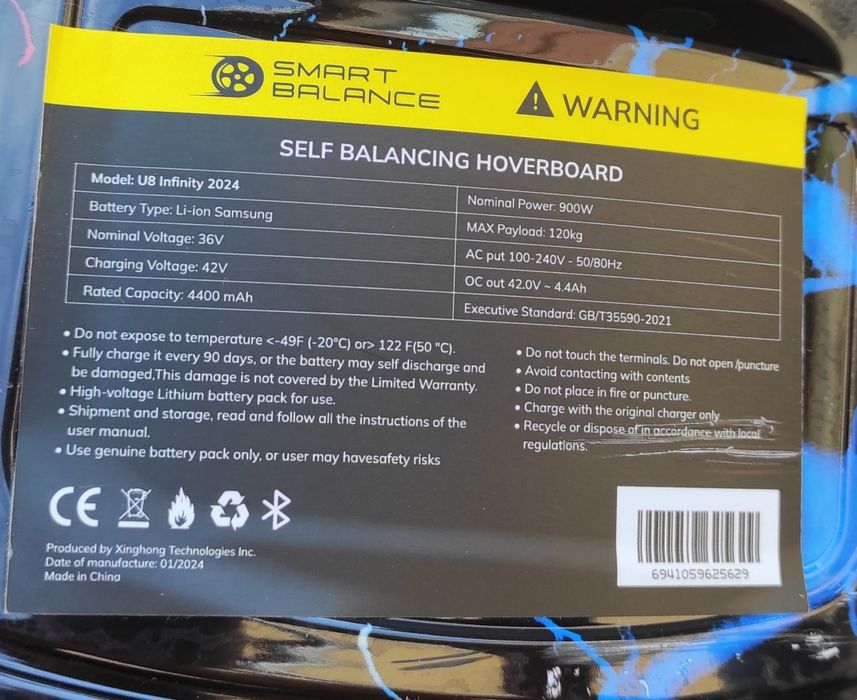 SMART
BALANCE
WARNING
SELF BALANCING HOVERBOARD
Model: U8 Infinity 2024
Battery Type: Li-ion Samsung
Nominal Voltage: 36V
Charging Voltage: 42V
Rated Capacity: 4400 mAh
Nominal Power: 900W
MAX Payload: 120kg
AC put 100-240V - 50/80Hz
OC out 42.0V ~ 4.4Ah
Executive Standard: GB/T35590-2021
• Do not expose to temperature <-49F (-20°C) or> 122 F(50 "C).
• Fully charge it every 90 days, or the battery may self discharge and
be damaged,This damage is not covered by the Limited Warranty.
• High-voltage Lithium battery pack for use.
• Shipment and storage, read and follow all the instructions of the
user manual.
• Use genuine battery pack only, or user may havesafety risks
• Do not touch the terminals. Do not open /puncture
• Avoid contacting with contents
• Do not place in fire or puncture.
• Charge with the original charger only
• Recycle or dispose of in accordance with local
regulations.
CE
Produced by Xinghong Technologies Inc.
Date of manufacture: 01/2024
Made in China
6941059625629